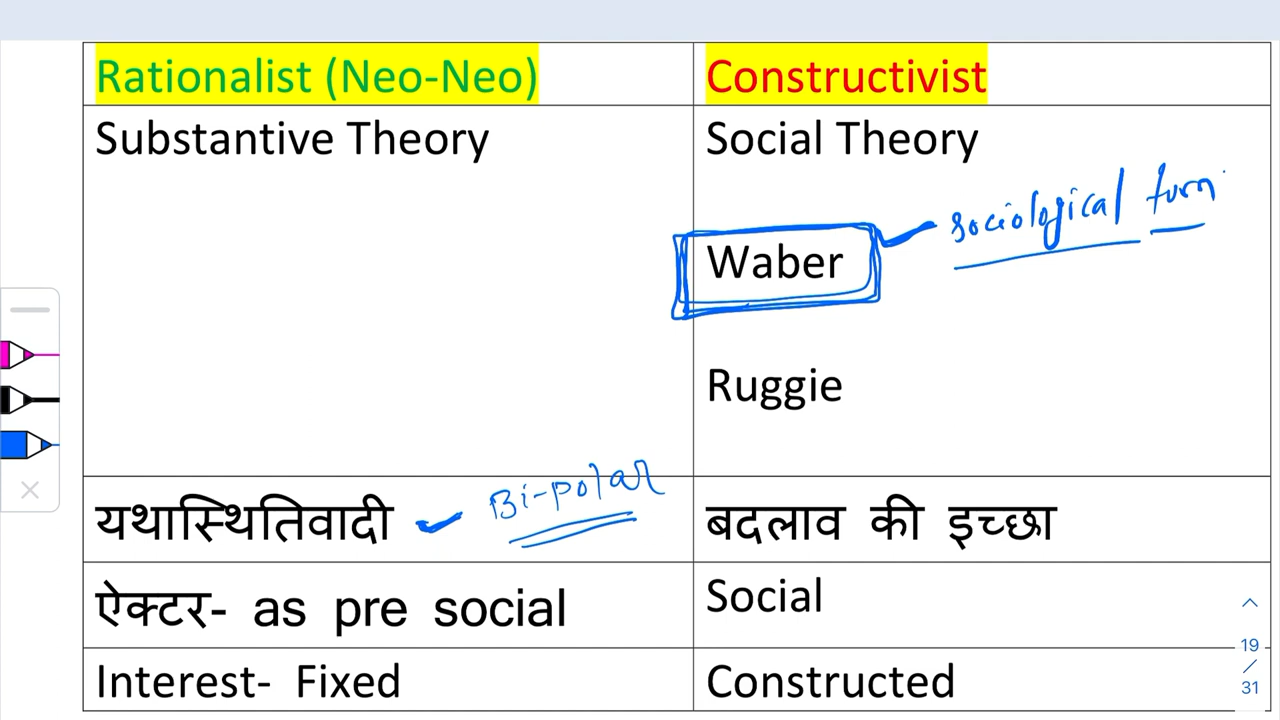 Rationalist (Neo-Neo)
Constructivist
Substantive Theory
Social Theory
sociological turn
Waber
Ruggie
यथास्थितिवादी
Bi-polar
बदलाव की इच्छा
ऐक्टर- as pre social
Social
Interest- Fixed
Constructed
19
/
31